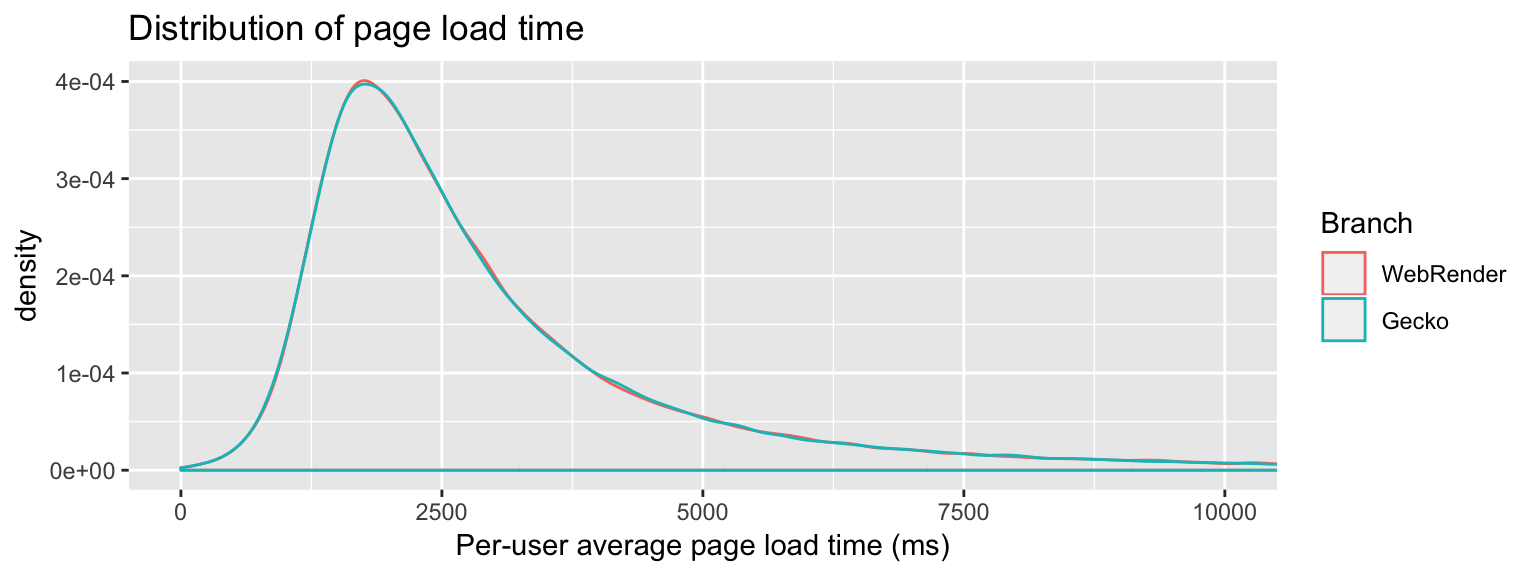 Distribution of page load time
4e-04
3e-04
2e-04
1e-04
0e+00
density
0
2500
5000
7500
10000
Per-user average page load time (ms)
Branch
WebRender
Gecko